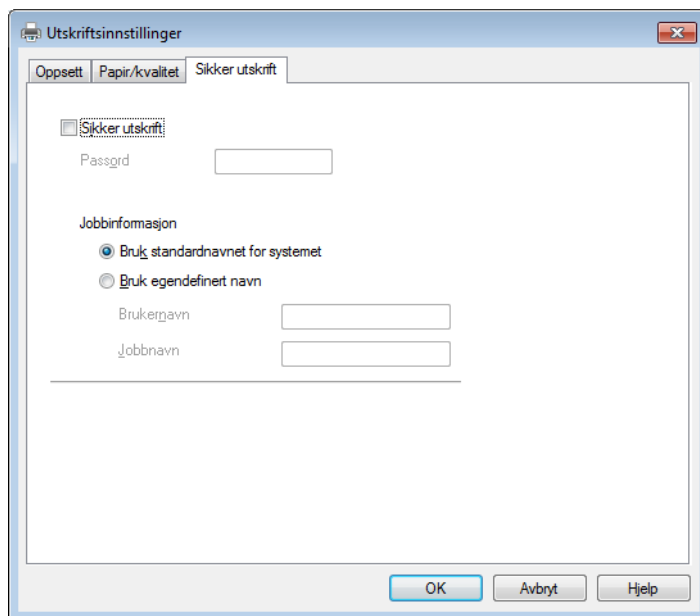 Utskriftsinnstillinger
Oppsett Papir/kvalitet Sikker utskrift
Sikker utskrift
Passord
Jobbinformasjon
Bruk standardnavnet for systemet
Bruk egendefinert navn
Brukernavn
Jobbnavn
OK Avbryt Hjelp